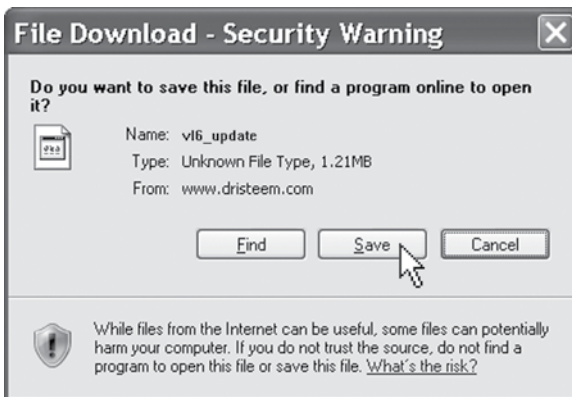 File Download - Security Warning
Do you want to save this file, or find a program online to open
it?
Name: vl6_update
Type: Unknown File Type, 1.21MB
From: www.dristeem.com
Find
Save
Cancel
While files from the Internet can be useful, some files can potentially
harm your computer. If you do not trust the source, do not find a
program to open this file or save this file. What's the risk?